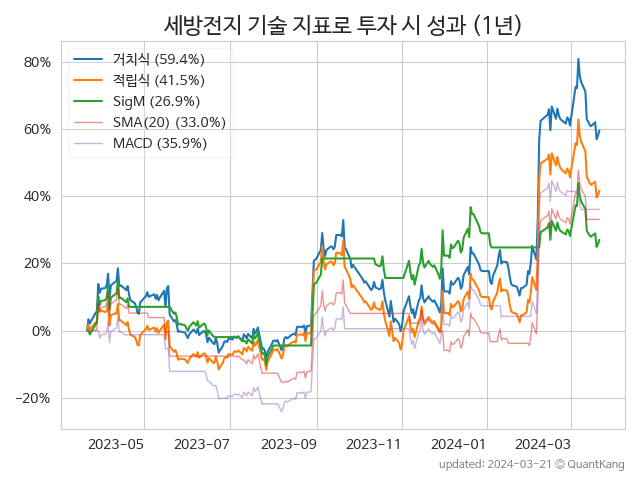 세방전지 기술 지표로 투자 시 성과 (1년)
80%
60%
40%
20%
0%
−20%
거치식 (59.4%)
적립식 (41.5%)
SigM (26.9%)
SMA(20) (33.0%)
MACD (35.9%)
2023-05
2023-07
2023-09
2023-11
2024-01
2024-03
updated: 2024-03-21 © QuantKang